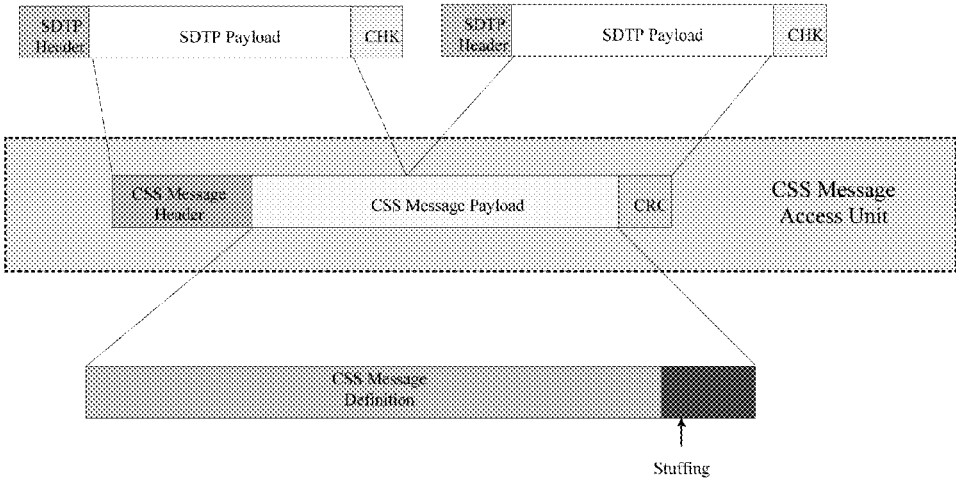 SDTP
Header
SDTP Payload
CHK
SDTP
Header
SDTP Payload
CHK
CSS Message
Header
CSS Message Payload
CRC
CSS Message
Access Unit
CSS Message
Definition
Stuffing